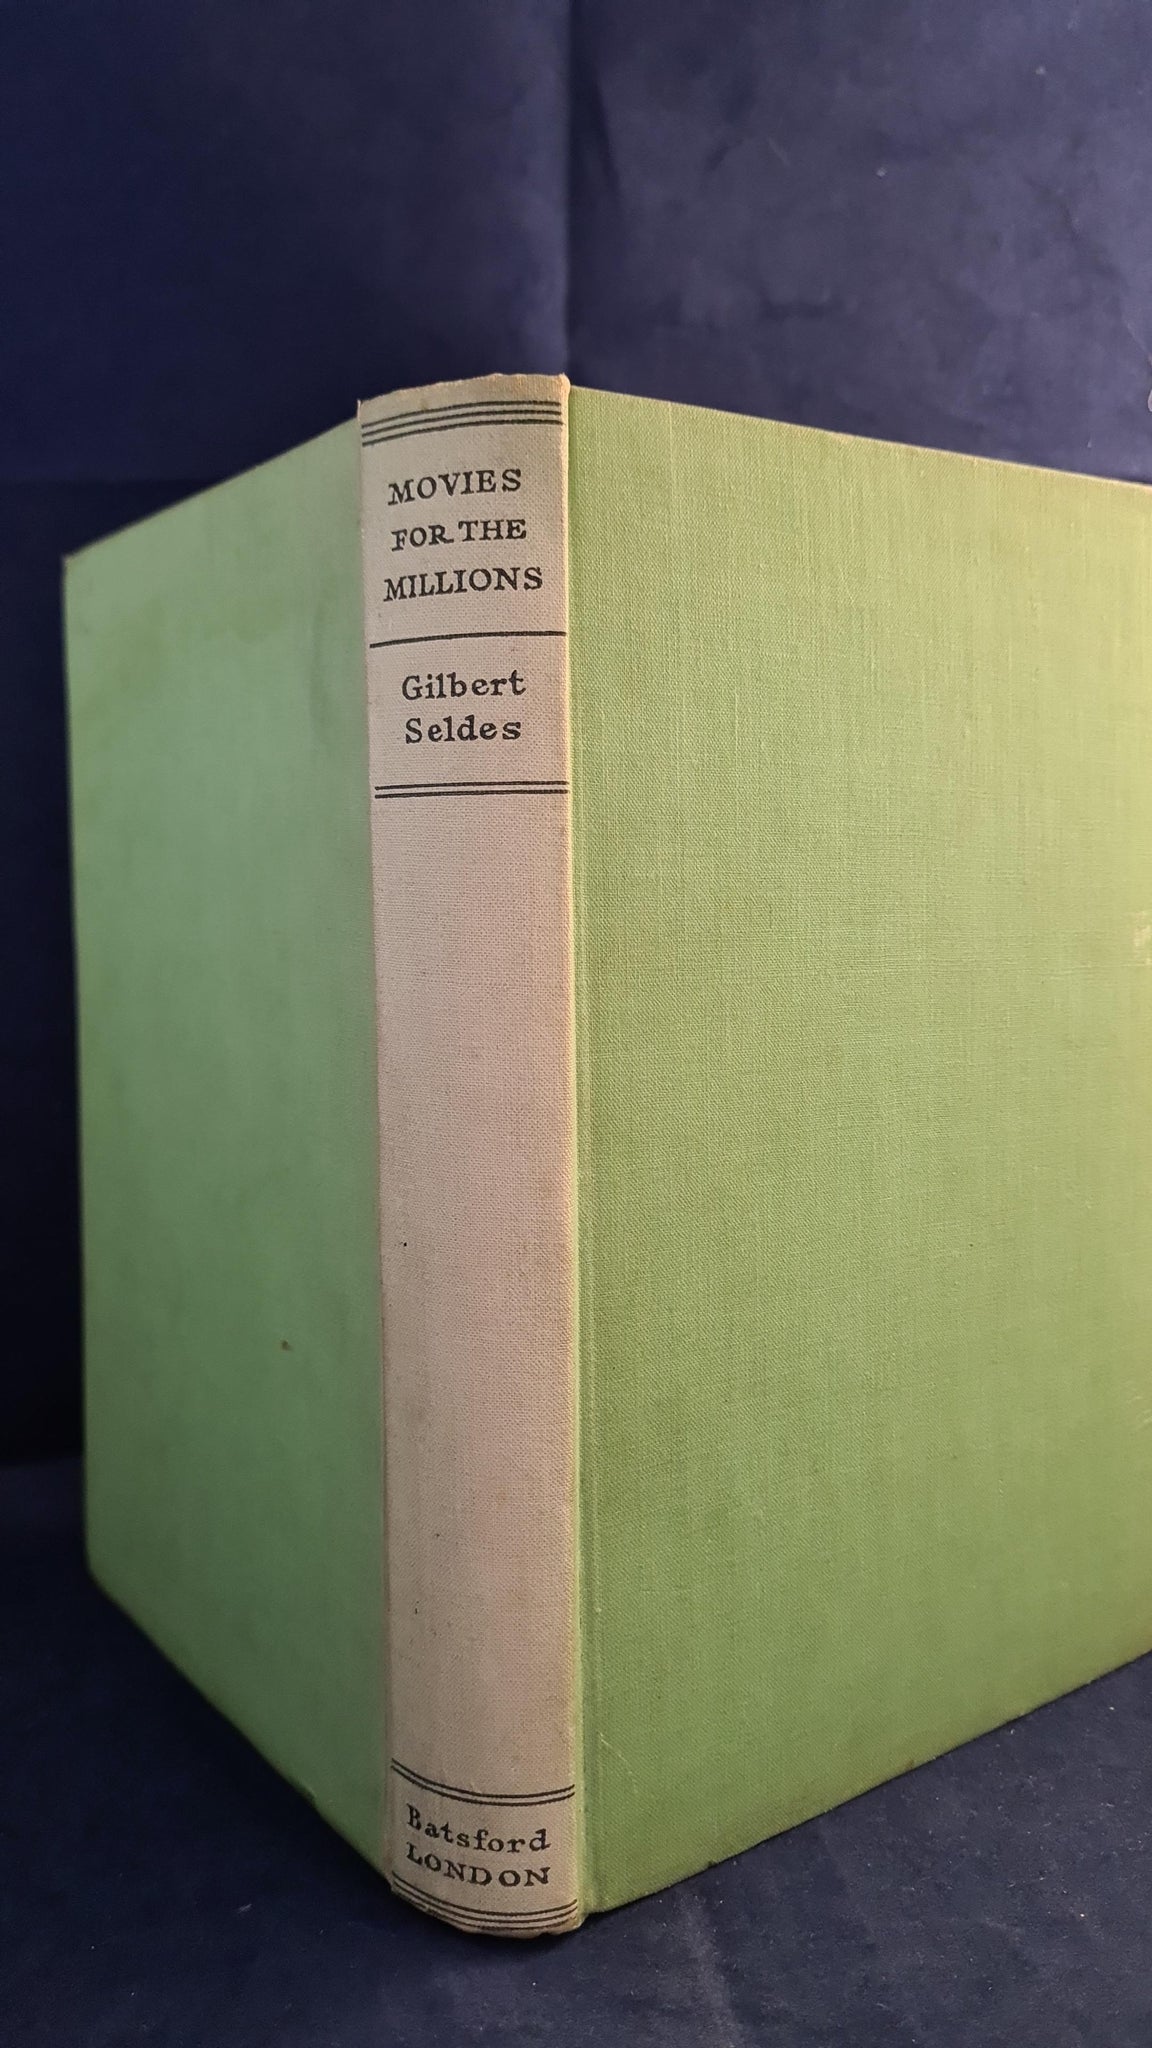 MOVIES
FOR THE
MILLIONS
Gilbert
Seldes
Batsford
LONDON